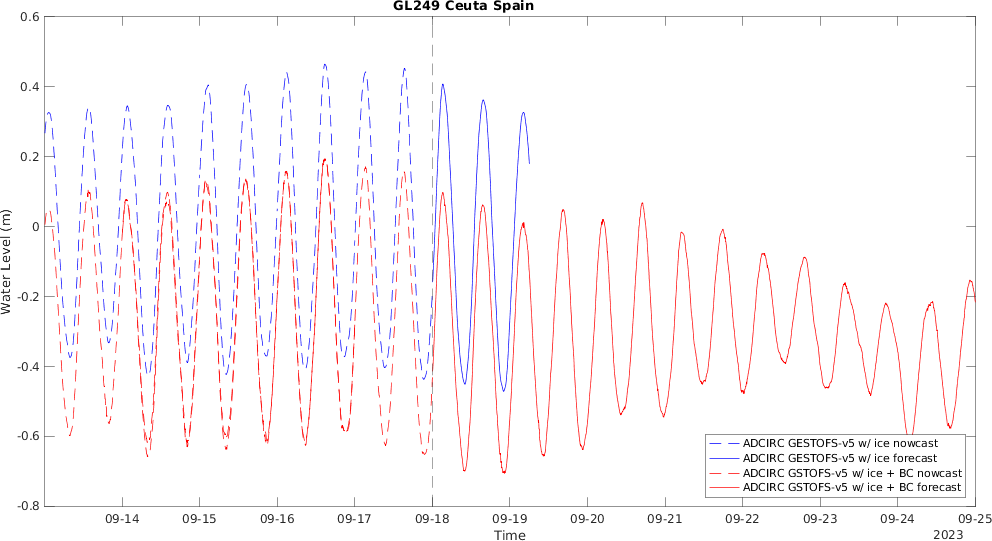 GL249 Ceuta Spain
0.6
0.4
0.2
0
-0.2
-0.4
-0.6
-0.8
Water Level (m)
09-14 09-15 09-16 09-17 09-18 09-19 09-20 09-21 09-22 09-23 09-24 09-25
Time
2023
ADCIRC GESTOFS-v5 w/ ice nowcast
ADCIRC GESTOFS-v5 w/ ice forecast
ADCIRC GSTOFS-v5 w/ ice + BC nowcast
ADCIRC GSTOFS-v5 w/ ice + BC forecast